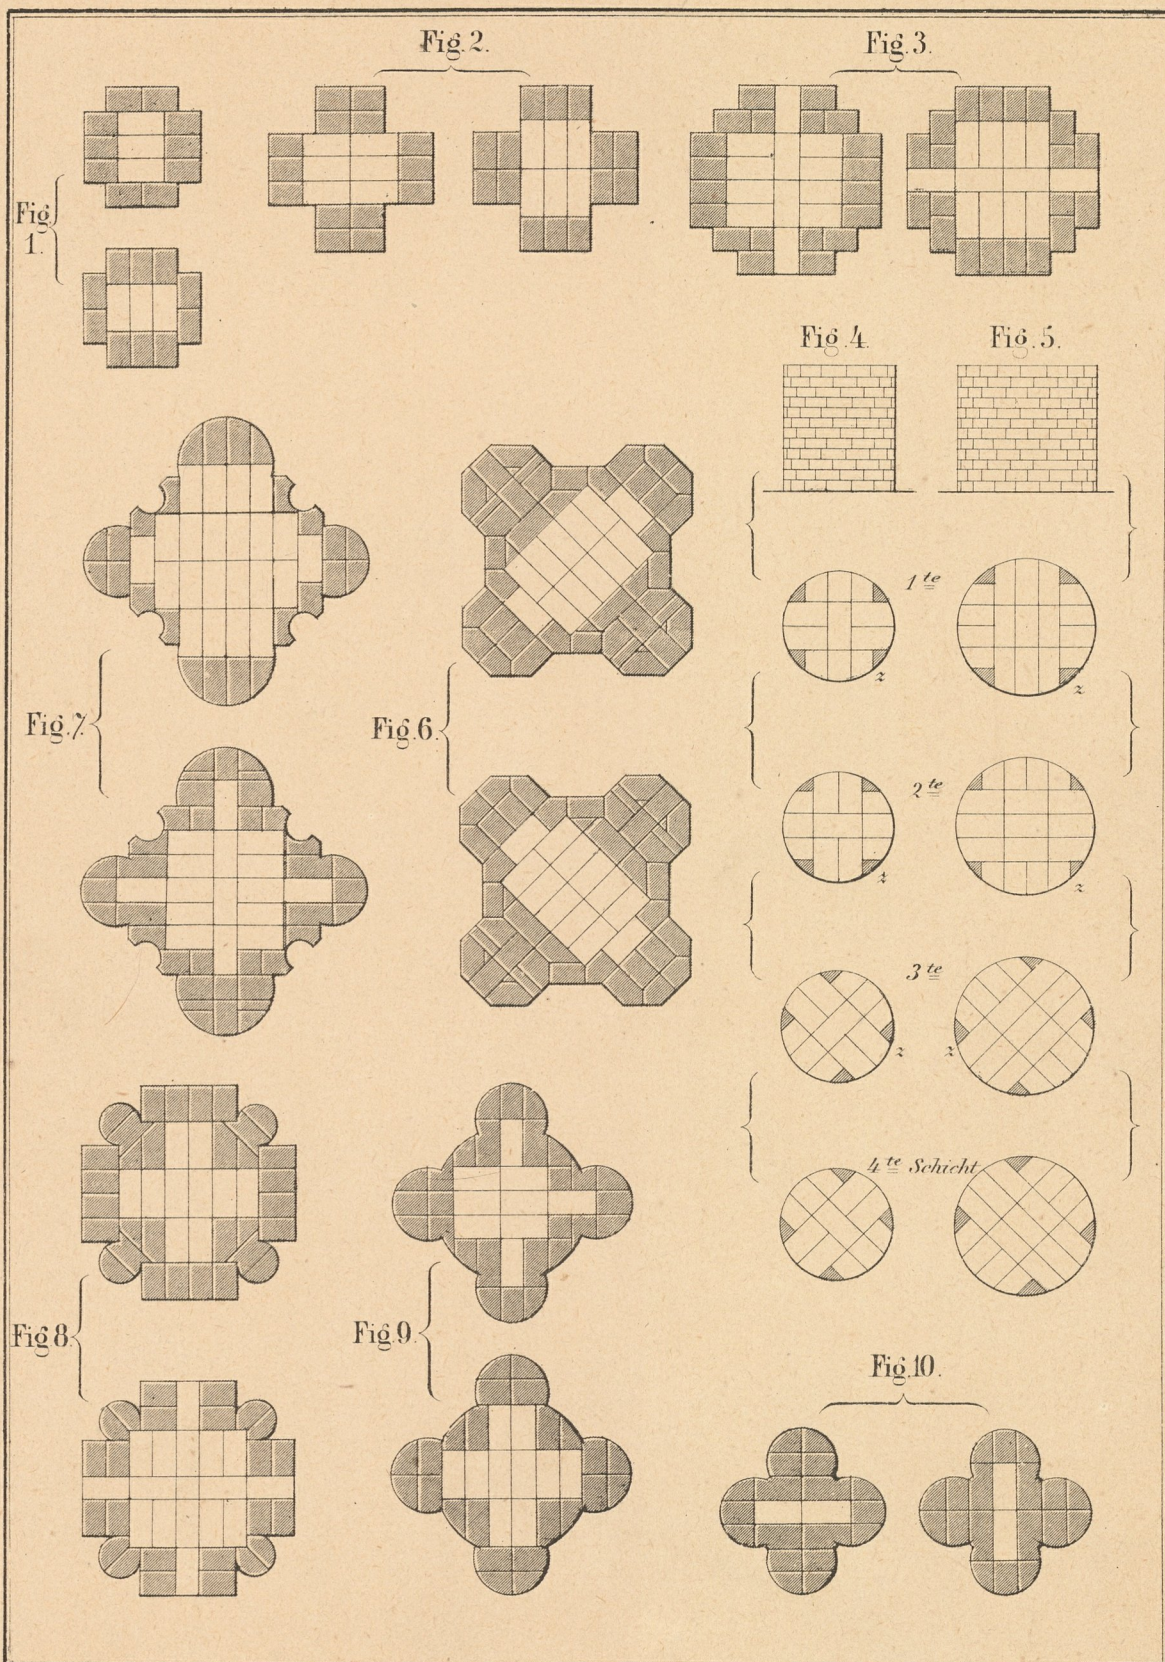 Fig. 2.
Fig. 3.
Fig.
1.
Fig. 4.
Fig. 5.
1te
z
z
Fig. 7.
Fig. 6.
2te
z
z
3te
z
z
4te Schicht
Fig. 8.
Fig. 9.
Fig. 10.